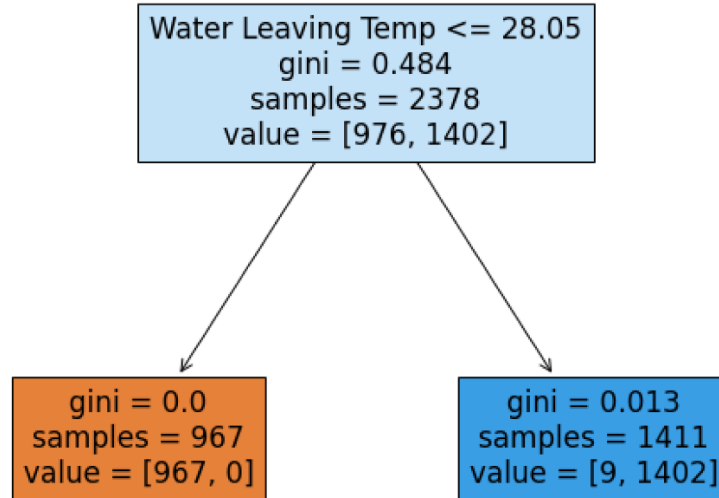 Water Leaving Temp <= 28.05
gini = 0.484
samples = 2378
value = [976, 1402]
gini = 0.0
samples = 967
value = [967, 0]
gini = 0.013
samples = 1411
value = [9, 1402]